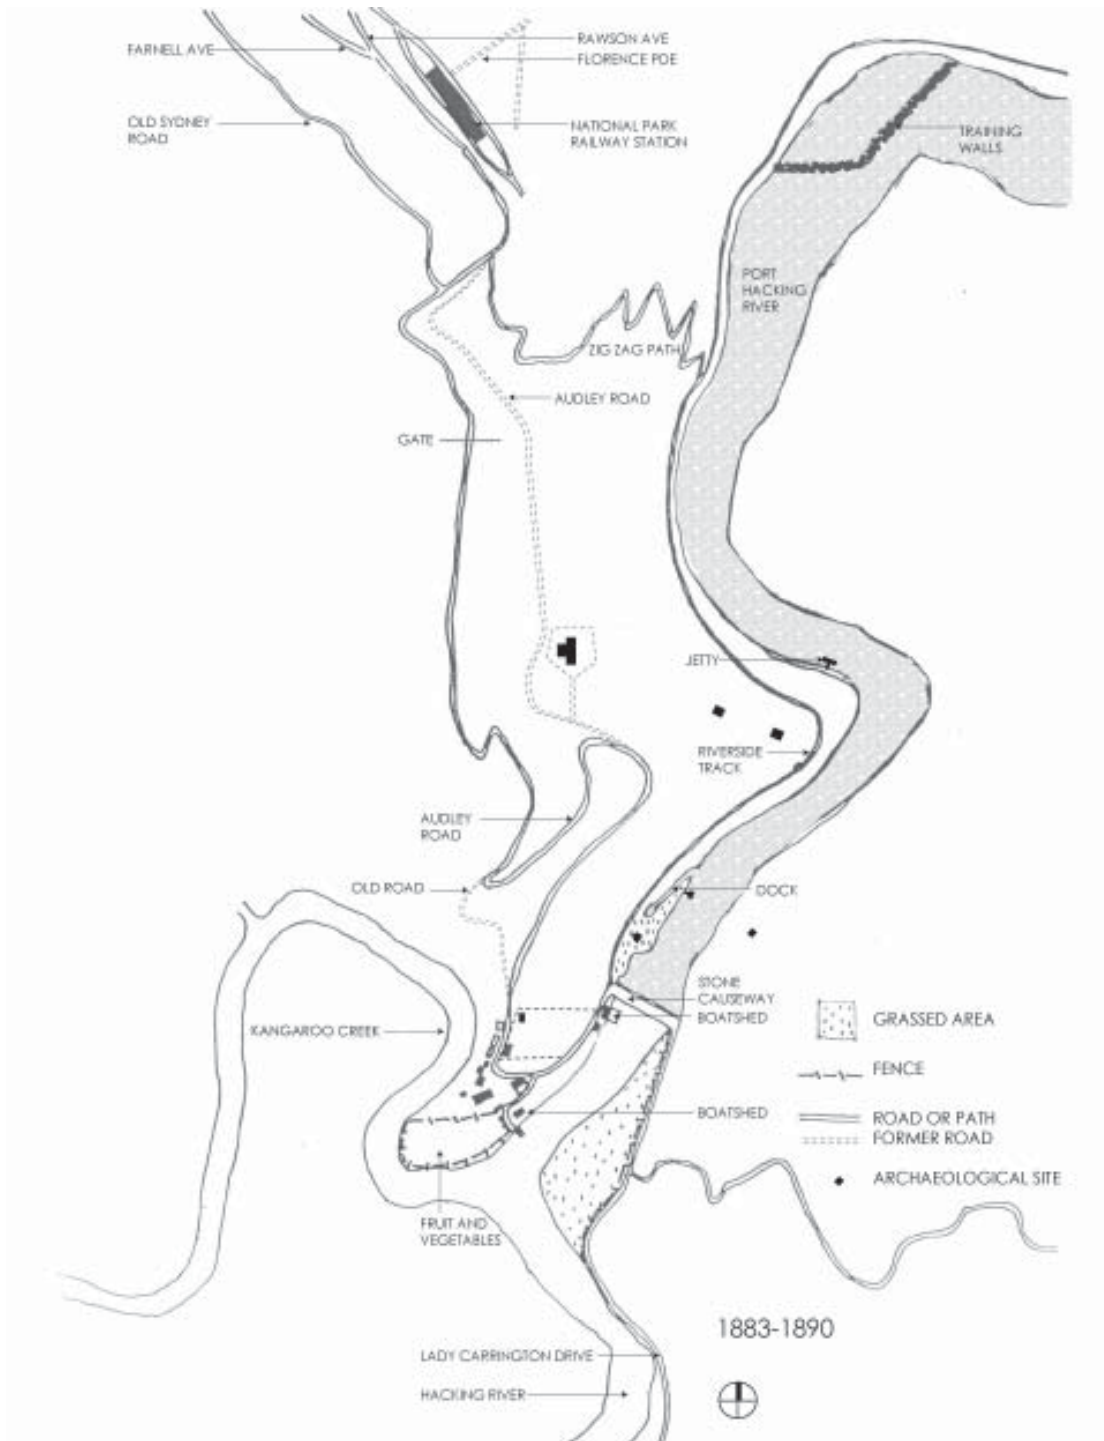 RAWSON AVE
FARNELL AVE
FLORENCE PDE
OLD SYDNEY
ROAD
NATIONAL PARK
RAILWAY STATION
TRAINING
WALLS
PORT
HACKING
RIVER
ZIG ZAG PATH
AUDLEY ROAD
GATE
JETTY
RIVERSIDE
TRACK
AUDLEY
ROAD
OLD ROAD
DOCK
STONE
CAUSEWAY
BOATSHED
KANGAROO CREEK
BOATSHED
GRASSED AREA
FENCE
ROAD OR PATH
FORMER ROAD
ARCHAEOLOGICAL SITE
FRUIT AND
VEGETABLES
1883-1890
LADY CARRINGTON DRIVE
HACKING RIVER